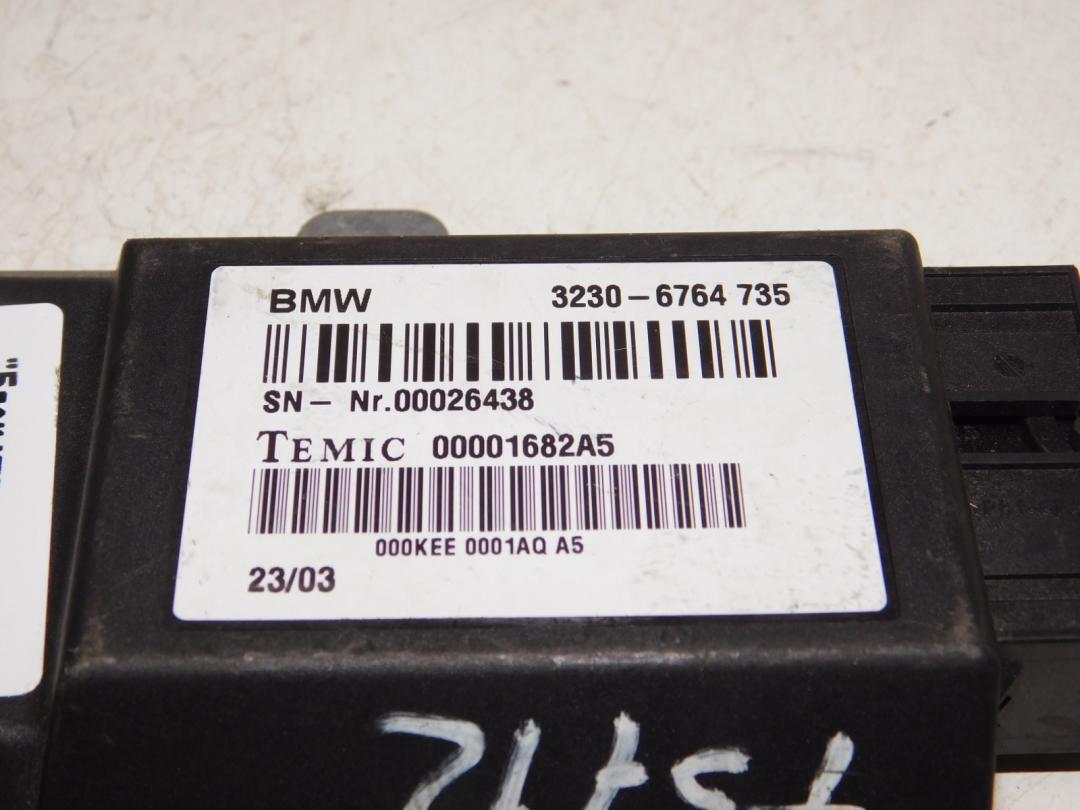 BMW 3230-6764 735
SN- Nr.00026438
TEMIC 00001682A5
000KEE 0001AQ A5
23/03